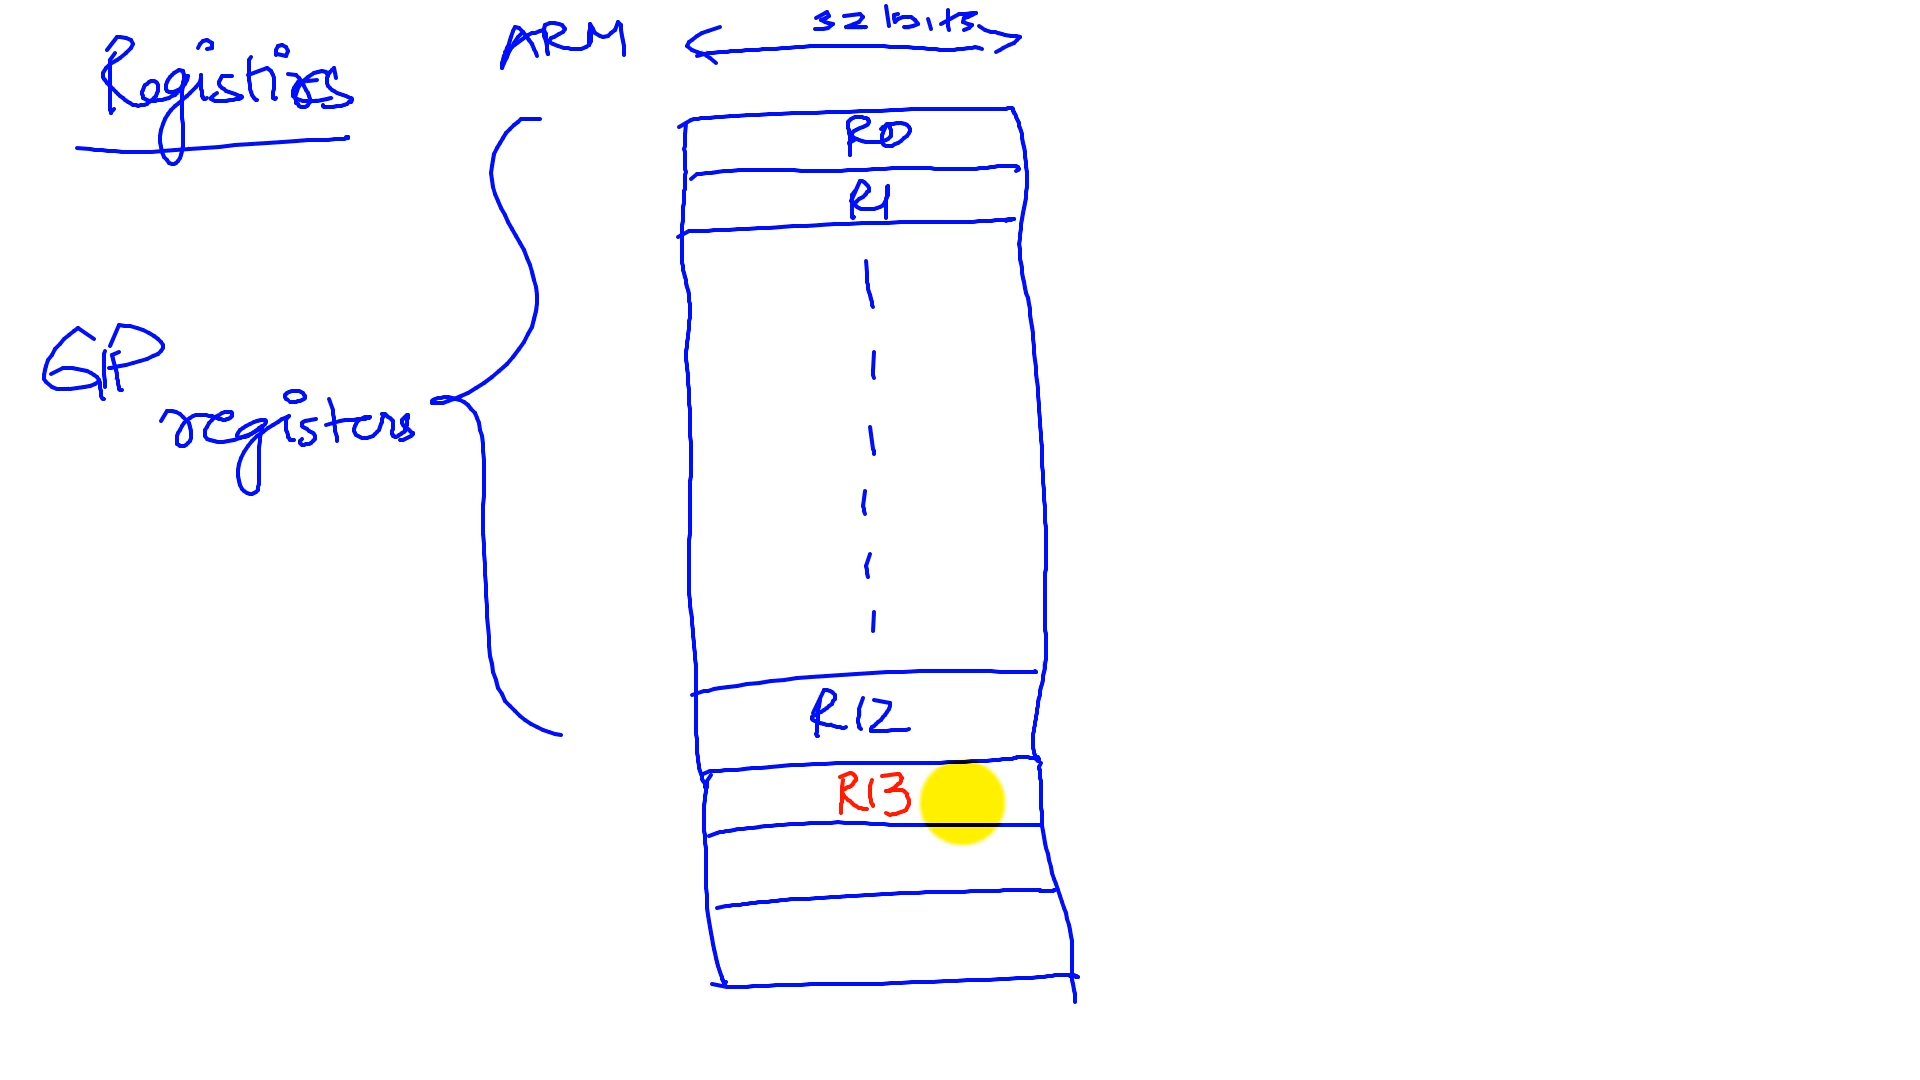 Registers
ARM
32 bits
R0
R1
GP
registers
R12
R13